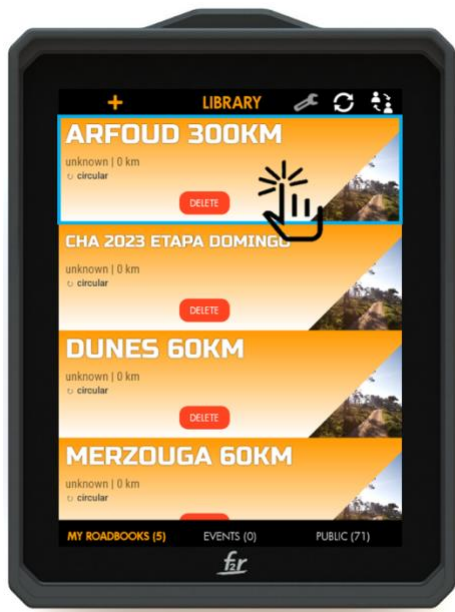 + LIBRARY
ARFOUD 300KM
unknown | 0 km
circular
DELETE
CHA 2023 ETAPA DOMINGO
unknown | 0 km
circular
DELETE
DUNES 60KM
unknown | 0 km
circular
DELETE
MERZOUGA 60KM
unknown | 0 km
circular
MY ROADBOOKS (5) EVENTS (0) PUBLIC (71)
f2r